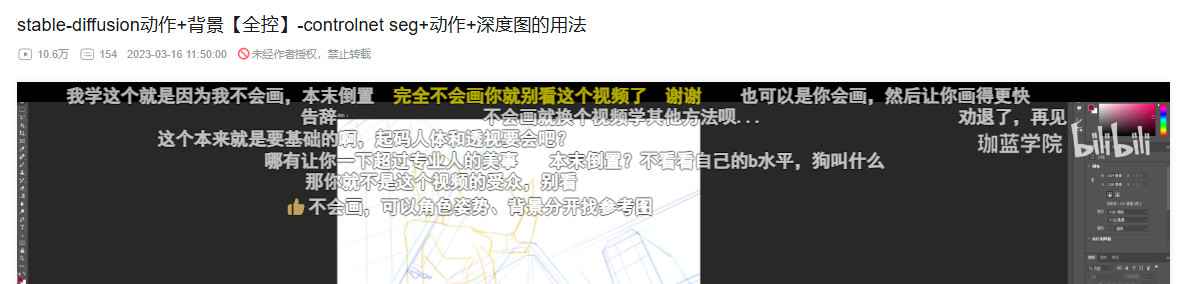 stable-diffusion动作+背景【全控】-controlnet seg+动作+深度图的用法
10.6万 154 2023-03-16 11:50:00 未经作者授权，禁止转载
我学这个就是因为我不会画，本末倒置 完全不会画你就别看这个视频了 谢谢 也可以是你会画，然后让你画得更快
告辞 不会画就换个视频学其他方法呗... 劝退了，再见
这个本来就是要基础的啊，起码人体和透视要会吧？ 珈蓝学院 bilibili
哪有让你一下超过专业人的美事 本末倒置？不看看自己的b水平，狗叫什么
那你就不是这个视频的受众，别看
不会画，可以角色姿势、背景分开找参考图